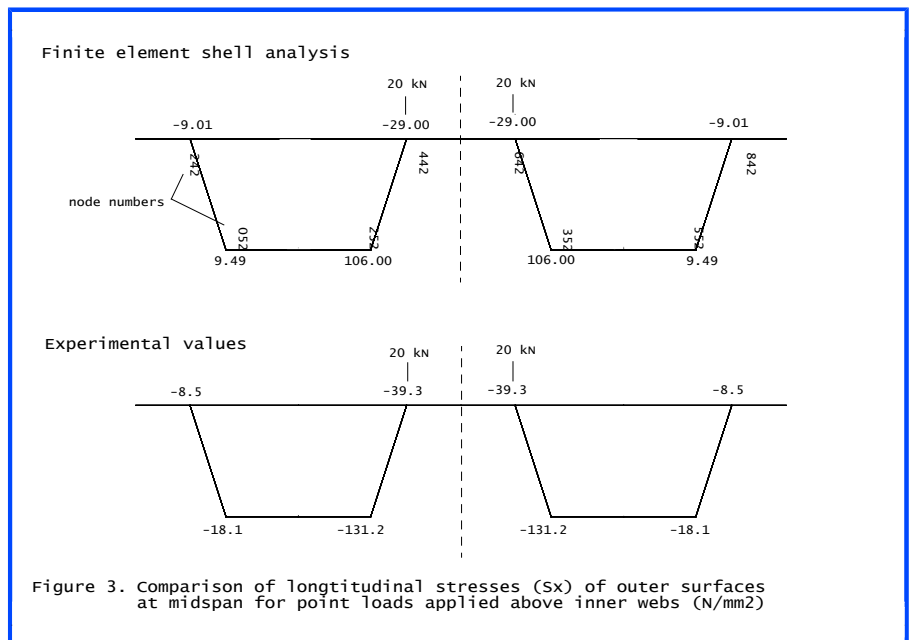 Finite element shell analysis
20 kN 20 kN
-9.01 -29.00 -29.00 -9.01
242 442 642 842
node numbers
052 252 352 552
9.49 106.00 106.00 9.49
Experimental values
20 kN 20 kN
-8.5 -39.3 -39.3 -8.5
-18.1 -131.2 -131.2 -18.1
Figure 3. Comparison of longtitudinal stresses (Sx) of outer surfaces
at midspan for point loads applied above inner webs (N/mm2)